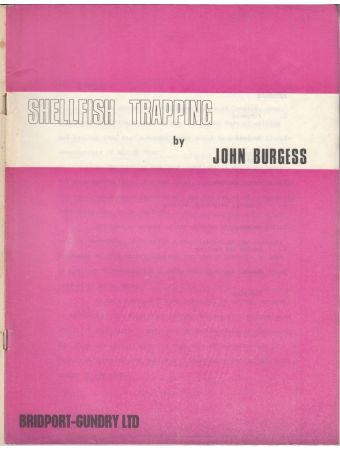 SHELLFISH TRAPPING
by
JOHN BURGESS
BRIDPORT-GUNDRY LTD